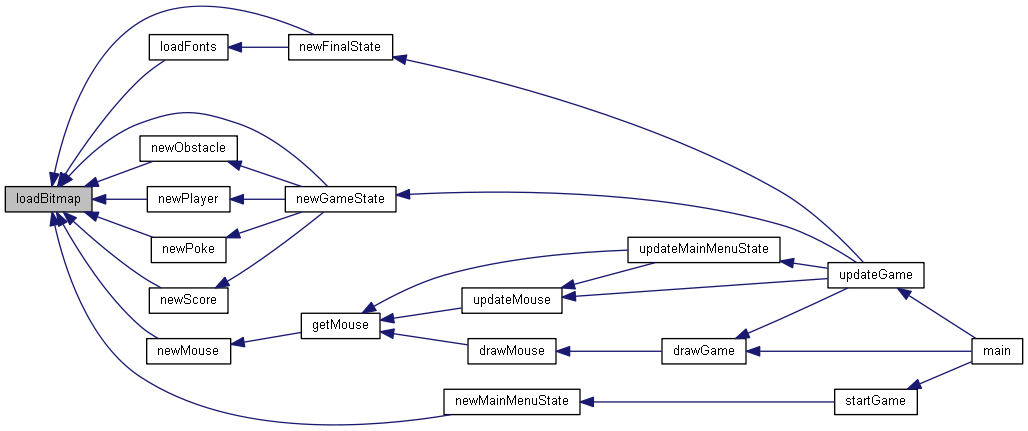 loadFonts
newFinalState
newObstacle
loadBitmap
newPlayer
newGameState
newPoke
updateMainMenuState
updateGame
newScore
updateMouse
getMouse
newMouse
drawMouse
drawGame
main
newMainMenuState
startGame